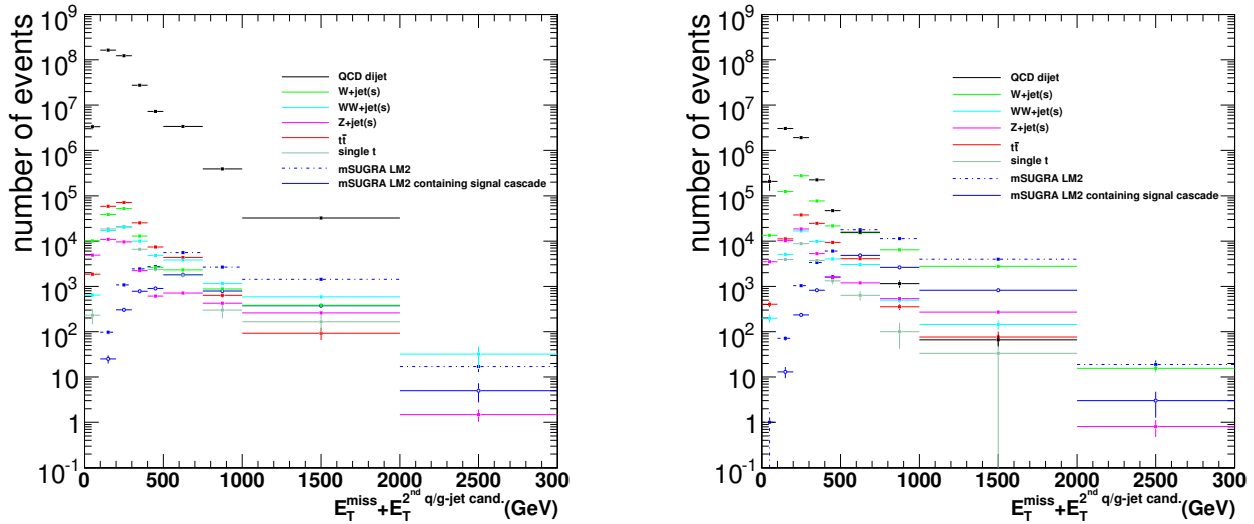 number of events
10^9
10^8
10^7
10^6
10^5
10^4
10^3
10^2
10
1
10^-1
QCD dijet
W+jet(s)
WW+jet(s)
Z+jet(s)
tt̄
single t
mSUGRA LM2
mSUGRA LM2 containing signal cascade
0 500 1000 1500 2000 2500 300
E_T^miss+E_T^2nd q/g-jet cand.(GeV)
number of events
10^9
10^8
10^7
10^6
10^5
10^4
10^3
10^2
10
1
10^-1
QCD dijet
W+jet(s)
WW+jet(s)
Z+jet(s)
tt̄
single t
mSUGRA LM2
mSUGRA LM2 containing signal cascade
0 500 1000 1500 2000 2500 300
E_T^miss+E_T^2nd q/g-jet cand.(GeV)